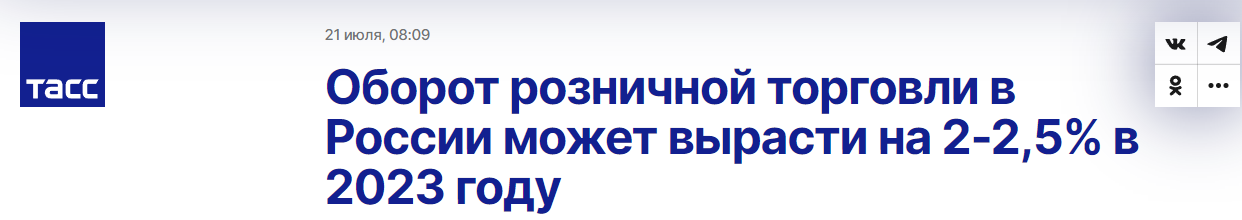 тасс
21 июля, 08:09
Оборот розничной торговли в
России может вырасти на 2-2,5% в
2023 году